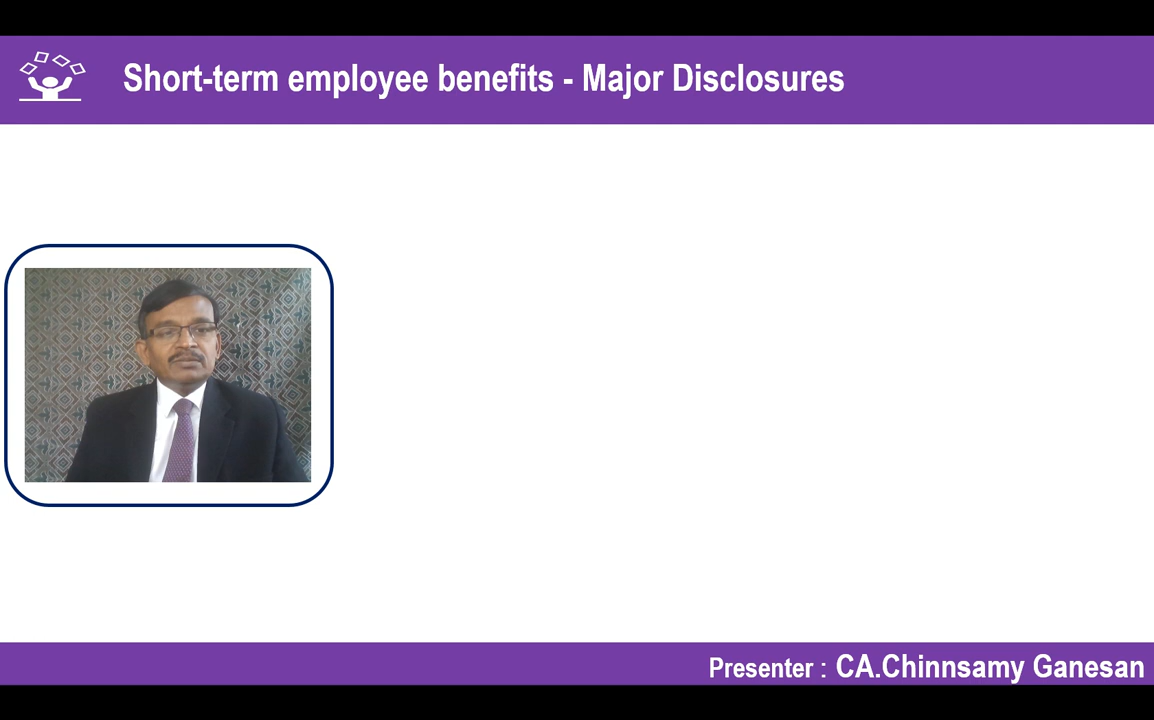 Short-term employee benefits - Major Disclosures
Presenter : CA.Chinnsamy Ganesan